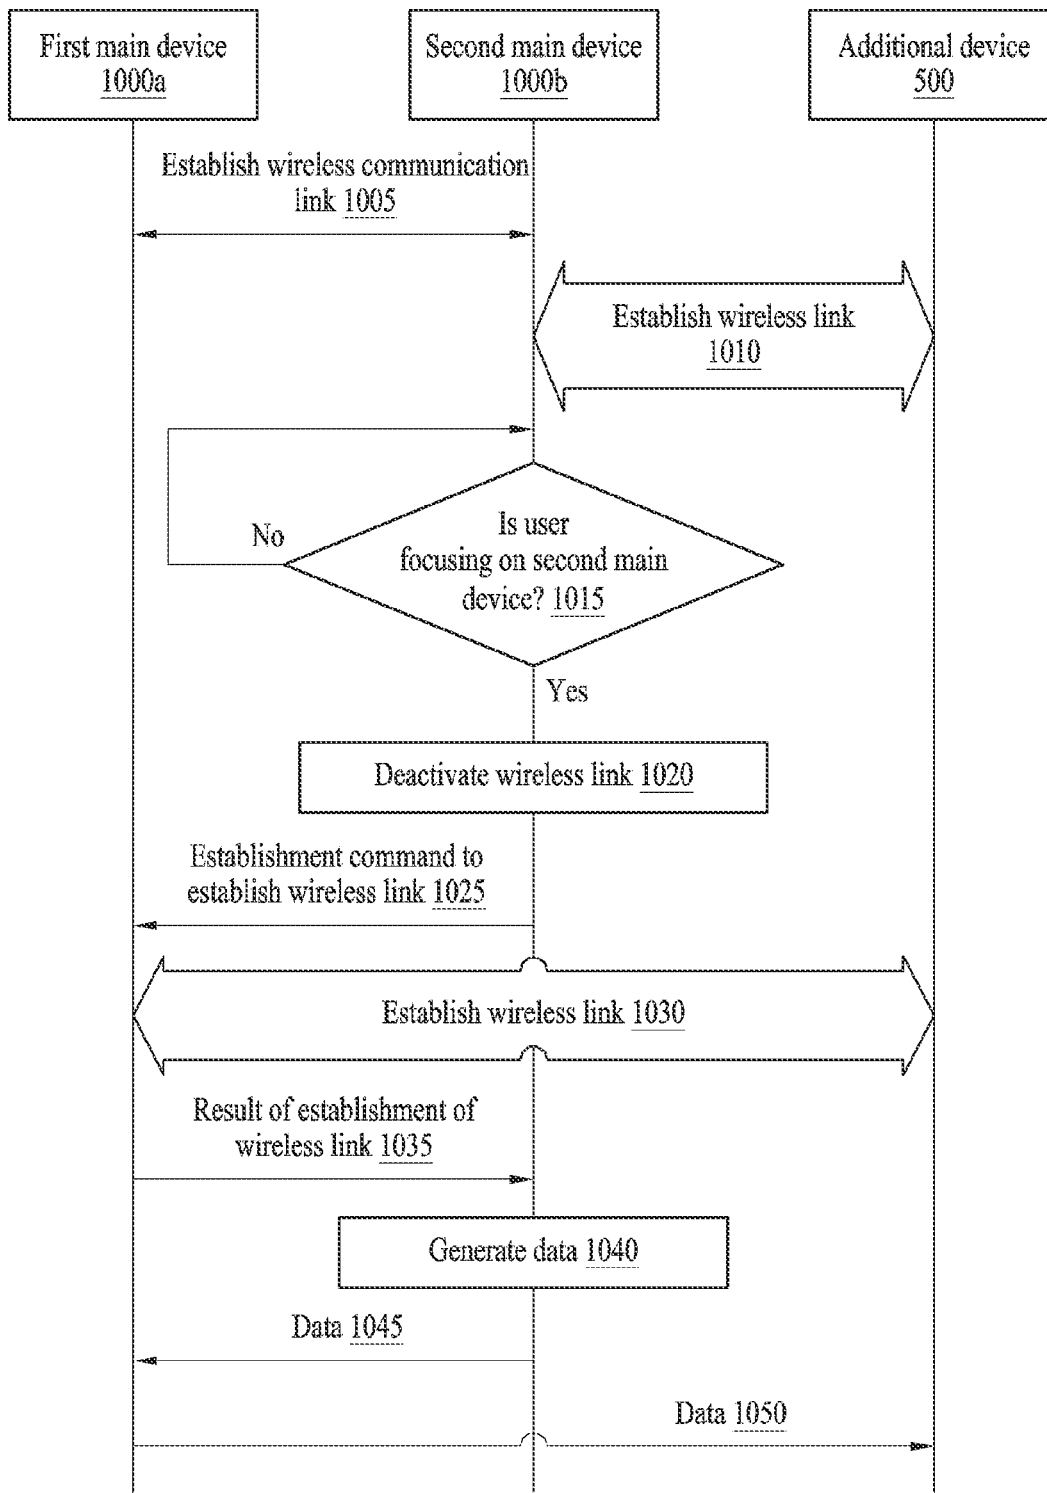 First main device
1000a
Second main device
1000b
Additional device
500
Establish wireless communication
link 1005
Establish wireless link
1010
No
Is user
focusing on second main
device? 1015
Yes
Deactivate wireless link 1020
Establishment command to
establish wireless link 1025
Establish wireless link 1030
Result of establishment of
wireless link 1035
Generate data 1040
Data 1045
Data 1050